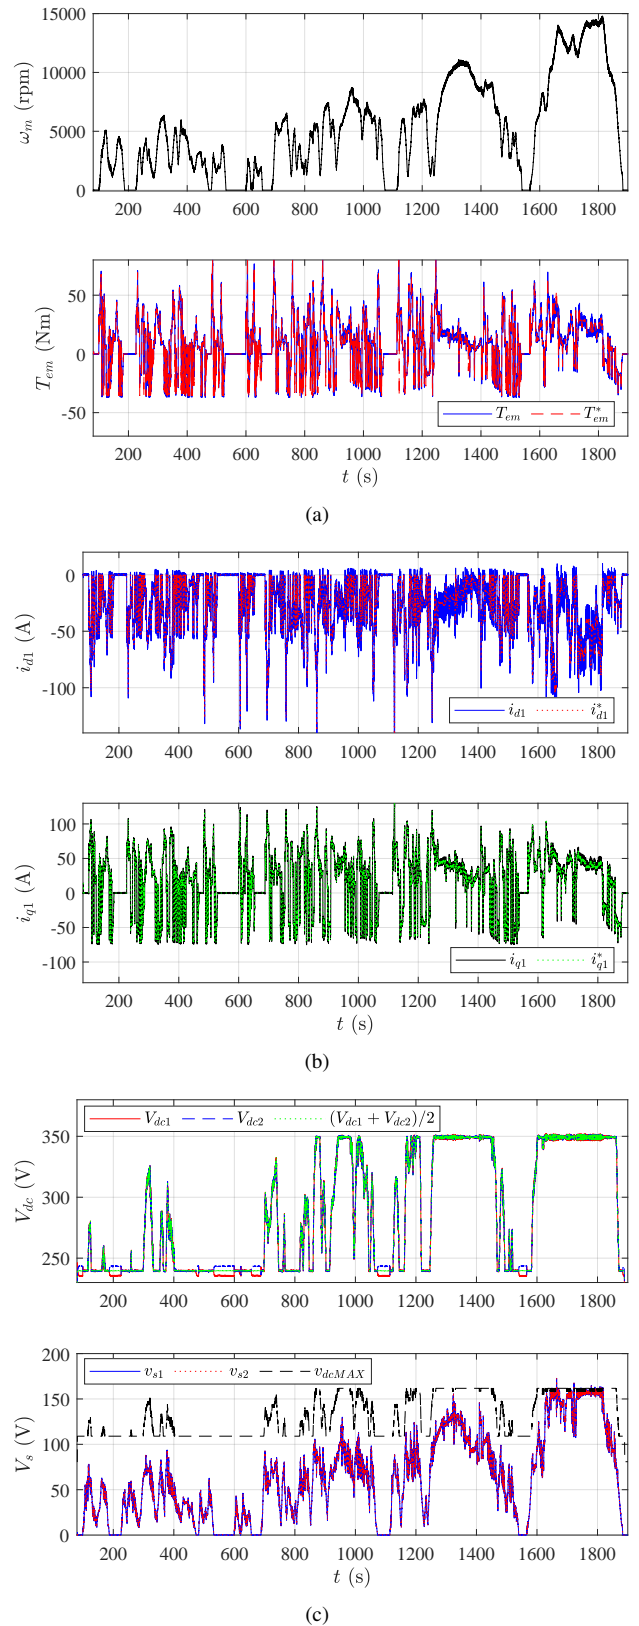 15000
10000
5000
0
ω_m (rpm)
200 400 600 800 1000 1200 1400 1600 1800
50
0
-50
T_em (Nm)
T_em T*_em
200 400 600 800 1000 1200 1400 1600 1800
t (s)
(a)
0
-50
-100
i_d1 (A)
i_d1 i*_d1
200 400 600 800 1000 1200 1400 1600 1800
100
50
0
-50
-100
i_q1 (A)
i_q1 i*_q1
200 400 600 800 1000 1200 1400 1600 1800
t (s)
(b)
V_dc1 V_dc2 (V_dc1 + V_dc2)/2
350
300
250
V_dc (V)
200 400 600 800 1000 1200 1400 1600 1800
200
v_s1 v_s2 v_dcMAX
150
100
50
0
V_s (V)
200 400 600 800 1000 1200 1400 1600 1800
t (s)
(c)